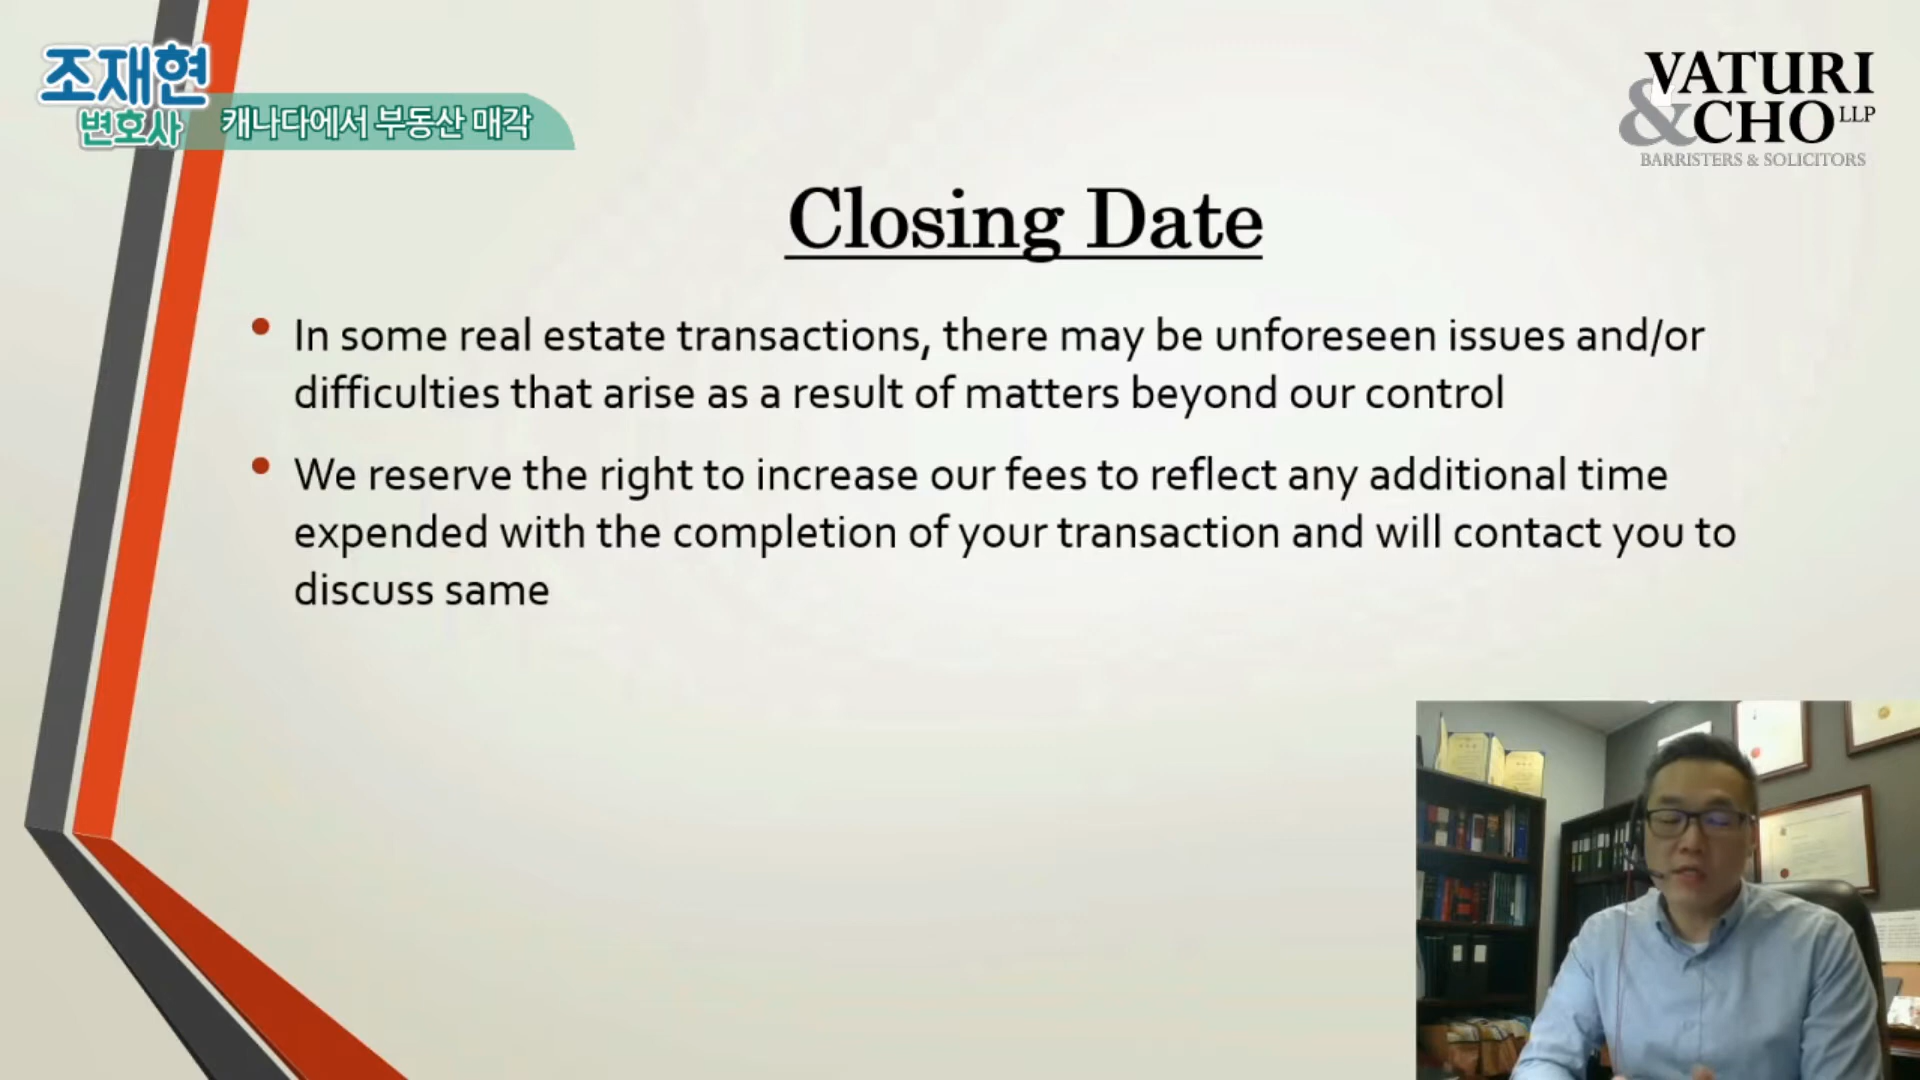 조재현
변호사
캐나다에서 부동산 매각
VATURI
&CHO LLP
BARRISTERS & SOLICITORS
Closing Date
• In some real estate transactions, there may be unforeseen issues and/or
difficulties that arise as a result of matters beyond our control
• We reserve the right to increase our fees to reflect any additional time
expended with the completion of your transaction and will contact you to
discuss same